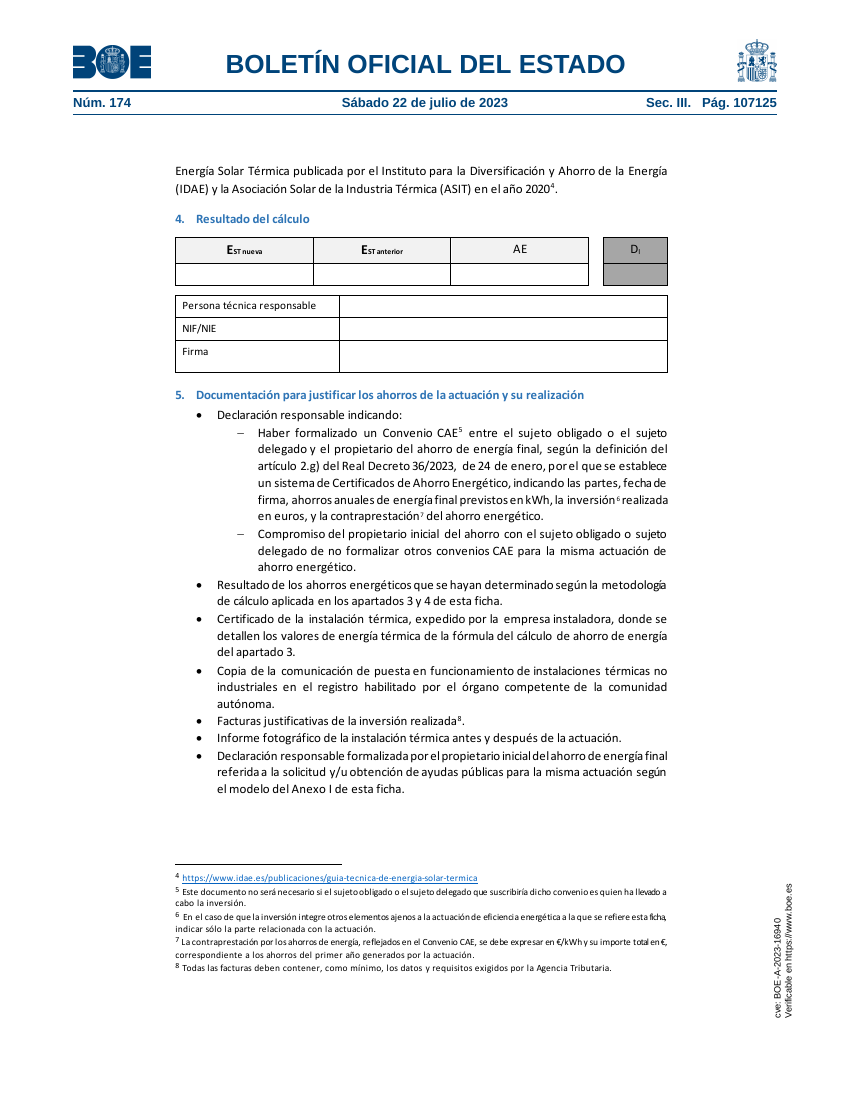 BOE
BOLETÍN OFICIAL DEL ESTADO
Núm. 174
Sábado 22 de julio de 2023
Sec. III. Pág. 107125
Energía Solar Térmica publicada por el Instituto para la Diversificación y Ahorro de la Energía
(IDAE) y la Asociación Solar de la Industria Térmica (ASIT) en el año 2020⁴.
4. Resultado del cálculo
EST nueva
EST anterior
AE
Di
Persona técnica responsable
NIF/NIE
Firma
5. Documentación para justificar los ahorros de la actuación y su realización
• Declaración responsable indicando:
– Haber formalizado un Convenio CAE⁵ entre el sujeto obligado o el sujeto
delegado y el propietario del ahorro de energía final, según la definición del
artículo 2.g) del Real Decreto 36/2023, de 24 de enero, por el que se establece
un sistema de Certificados de Ahorro Energético, indicando las partes, fecha de
firma, ahorros anuales de energía final previstos en kWh, la inversión⁶ realizada
en euros, y la contraprestación⁷ del ahorro energético.
– Compromiso del propietario inicial del ahorro con el sujeto obligado o sujeto
delegado de no formalizar otros convenios CAE para la misma actuación de
ahorro energético.
• Resultado de los ahorros energéticos que se hayan determinado según la metodología
de cálculo aplicada en los apartados 3 y 4 de esta ficha.
• Certificado de la instalación térmica, expedido por la empresa instaladora, donde se
detallen los valores de energía térmica de la fórmula del cálculo de ahorro de energía
del apartado 3.
• Copia de la comunicación de puesta en funcionamiento de instalaciones térmicas no
industriales en el registro habilitado por el órgano competente de la comunidad
autónoma.
• Facturas justificativas de la inversión realizada⁸.
• Informe fotográfico de la instalación térmica antes y después de la actuación.
• Declaración responsable formalizada por el propietario inicial del ahorro de energía final
referida a la solicitud y/u obtención de ayudas públicas para la misma actuación según
el modelo del Anexo I de esta ficha.
⁴ https://www.idae.es/publicaciones/guia-tecnica-de-energia-solar-termica
⁵ Este documento no será necesario si el sujeto obligado o el sujeto delegado que suscribiría dicho convenio es quien ha llevado a
cabo la inversión.
⁶ En el caso de que la inversión integre otros elementos ajenos a la actuación de eficiencia energética a la que se refiere esta ficha,
indicar sólo la parte relacionada con la actuación.
⁷ La contraprestación por los ahorros de energía, reflejados en el Convenio CAE, se debe expresar en €/kWh y su importe total en €,
correspondiente a los ahorros del primer año generados por la actuación.
⁸ Todas las facturas deben contener, como mínimo, los datos y requisitos exigidos por la Agencia Tributaria.
cve: BOE-A-2023-16940
Verificable en https://www.boe.es